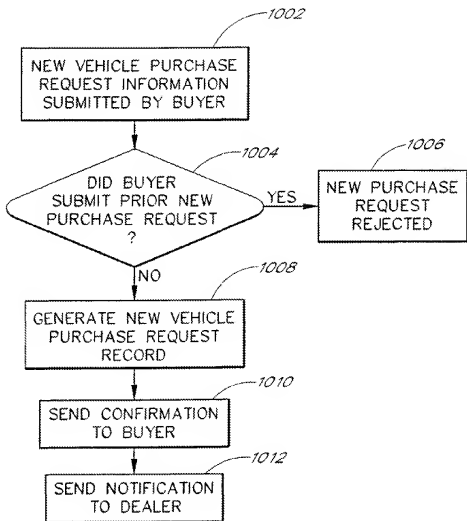 1002
NEW VEHICLE PURCHASE
REQUEST INFORMATION
SUBMITTED BY BUYER
1004
DID BUYER
SUBMIT PRIOR NEW
PURCHASE REQUEST
?
YES
1006
NEW PURCHASE
REQUEST
REJECTED
NO
1008
GENERATE NEW VEHICLE
PURCHASE REQUEST
RECORD
1010
SEND CONFIRMATION
TO BUYER
1012
SEND NOTIFICATION
TO DEALER